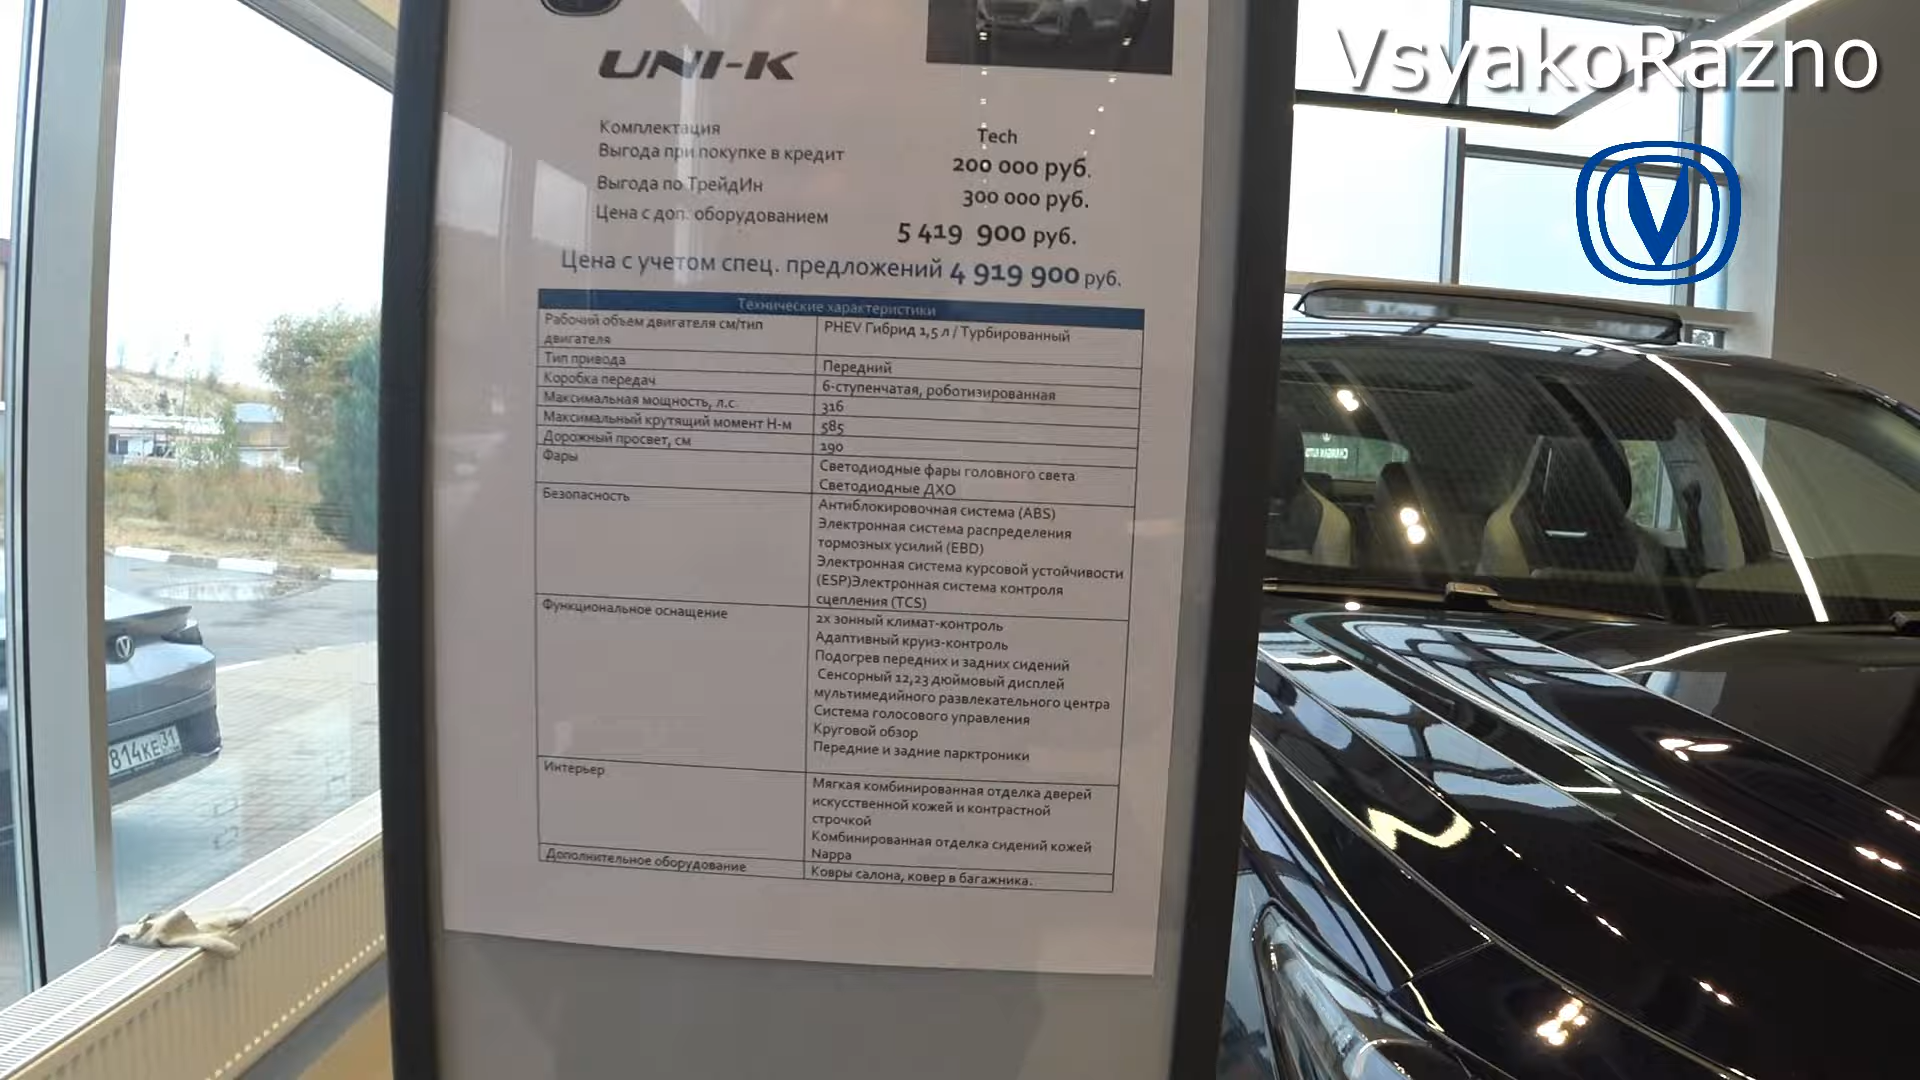 VsyakoRazno
UNI-K
Комплектация Tech
Выгода при покупке в кредит 200 000 руб.
Выгода по ТрейдИн 300 000 руб.
Цена с доп. оборудованием 5 419 900 руб.
Цена с учетом спец. предложений 4 919 900 руб.
Технические характеристики
Рабочий объем двигателя см/тип
двигателя
PHEV Гибрид 1,5 л / Турбированный
Тип привода Передний
Коробка передач 6-ступенчатая, роботизированная
Максимальная мощность, л.с. 316
Максимальный крутящий момент Н-м 585
Дорожный просвет, см 190
Фары
Светодиодные фары головного света
Светодиодные ДХО
Безопасность
Антиблокировочная система (ABS)
Электронная система распределения
тормозных усилий (EBD)
Электронная система курсовой устойчивости
(ESP)Электронная система контроля
сцепления (TCS)
Функциональное оснащение
2х зонный климат-контроль
Адаптивный круиз-контроль
Подогрев передних и задних сидений
Сенсорный 12,23 дюймовый дисплей
мультимедийного развлекательного центра
Система голосового управления
Круговой обзор
Передние и задние парктроники
Интерьер
Мягкая комбинированная отделка дверей
искусственной кожей и контрастной
строчкой
Комбинированная отделка сидений кожей
Nappa
Дополнительное оборудование Ковры салона, ковер в багажника.
814КЕ31
CHANGAN AUTO